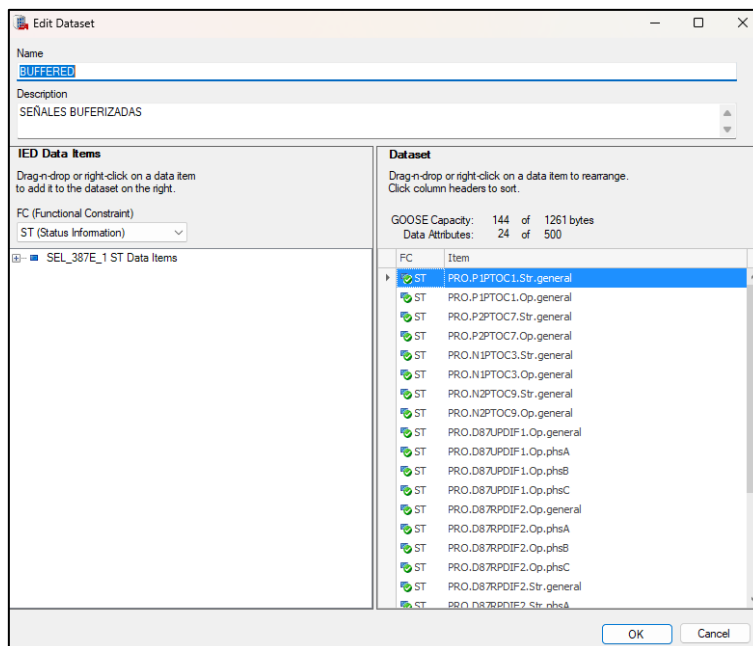 Edit Dataset
Name
BUFFERED
Description
SEÑALES BUFERIZADAS
IED Data Items
Drag-n-drop or right-click on a data item
to add it to the dataset on the right.
FC (Functional Constraint)
ST (Status Information)
SEL_387E_1 ST Data Items
Dataset
Drag-n-drop or right-click on a data item to rearrange.
Click column headers to sort.
GOOSE Capacity: 144 of 1261 bytes
Data Attributes: 24 of 500
FC Item
ST PRO.P1PTOC1.Str.general
ST PRO.P1PTOC1.Op.general
ST PRO.P2PTOC7.Str.general
ST PRO.P2PTOC7.Op.general
ST PRO.N1PTOC3.Str.general
ST PRO.N1PTOC3.Op.general
ST PRO.N2PTOC9.Str.general
ST PRO.N2PTOC9.Op.general
ST PRO.D87UPDIF1.Op.general
ST PRO.D87UPDIF1.Op.phsA
ST PRO.D87UPDIF1.Op.phsB
ST PRO.D87UPDIF1.Op.phsC
ST PRO.D87RPDIF2.Op.general
ST PRO.D87RPDIF2.Op.phsA
ST PRO.D87RPDIF2.Op.phsB
ST PRO.D87RPDIF2.Op.phsC
ST PRO.D87RPDIF2.Str.general
ST PRO.D87RPDIF2.Str.phsA
OK Cancel